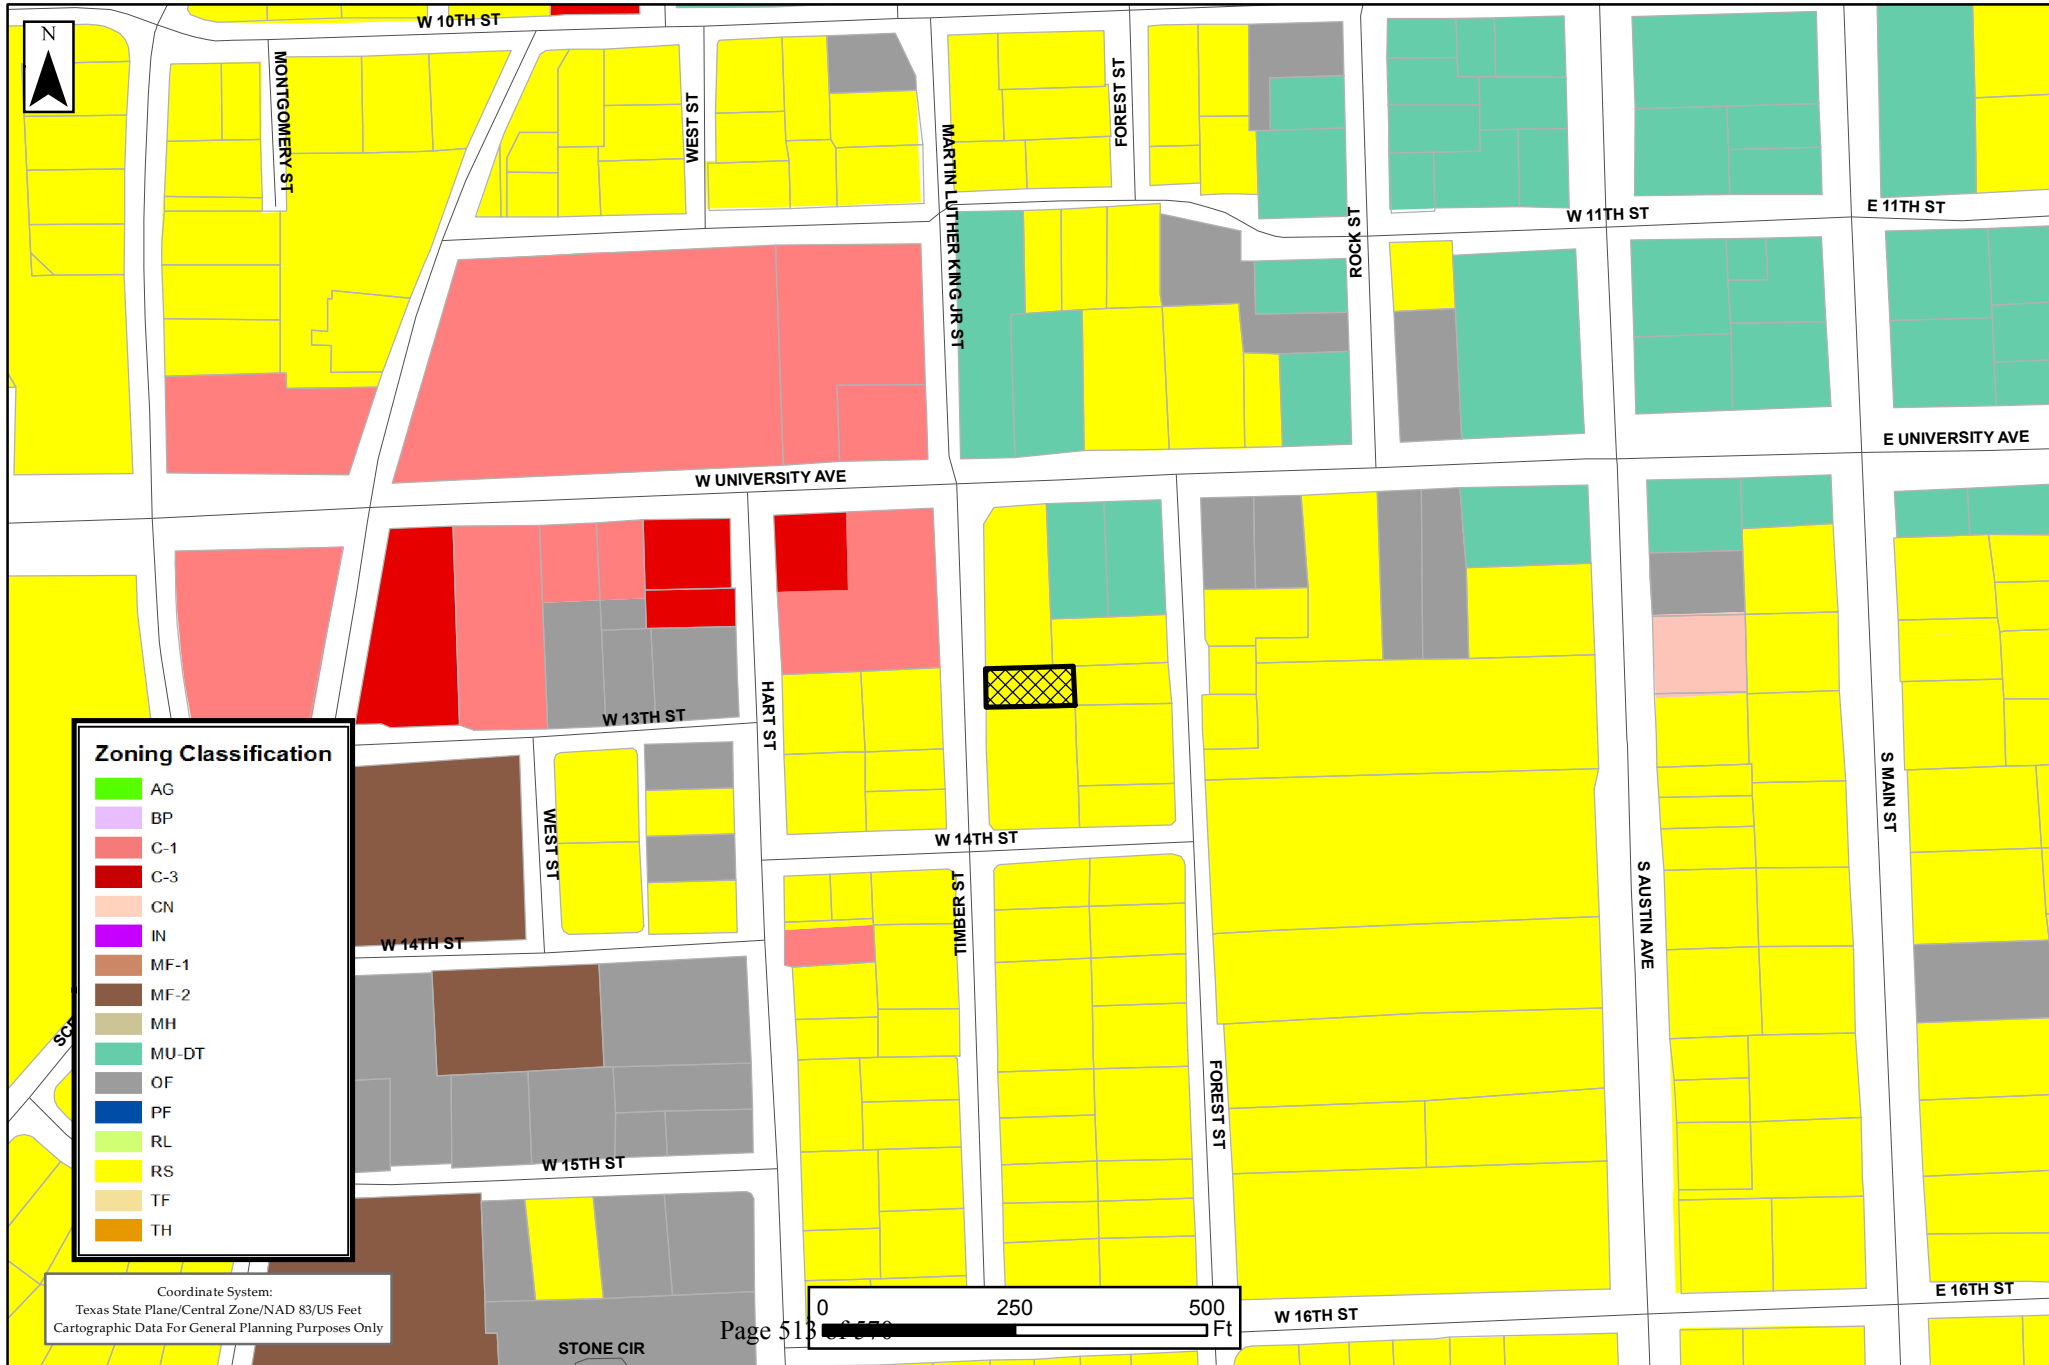 W 10TH ST
N
MONTGOMERY ST
WEST ST
MARTIN LUTHER KING JR ST
FOREST ST
ROCK ST
W 11TH ST
E 11TH ST
W UNIVERSITY AVE
E UNIVERSITY AVE
HART ST
W 13TH ST
WEST ST
W 14TH ST
W 14TH ST
TIMBER ST
S AUSTIN AVE
S MAIN ST
FOREST ST
W 15TH ST
W 16TH ST
E 16TH ST
STONE CIR
Zoning Classification
AG
BP
C-1
C-3
CN
IN
MF-1
MF-2
MH
MU-DT
OF
PF
RL
RS
TF
TH
Coordinate System:
Texas State Plane/Central Zone/NAD 83/US Feet
Cartographic Data For General Planning Purposes Only
0 250 500
Ft
Page 513 of 570